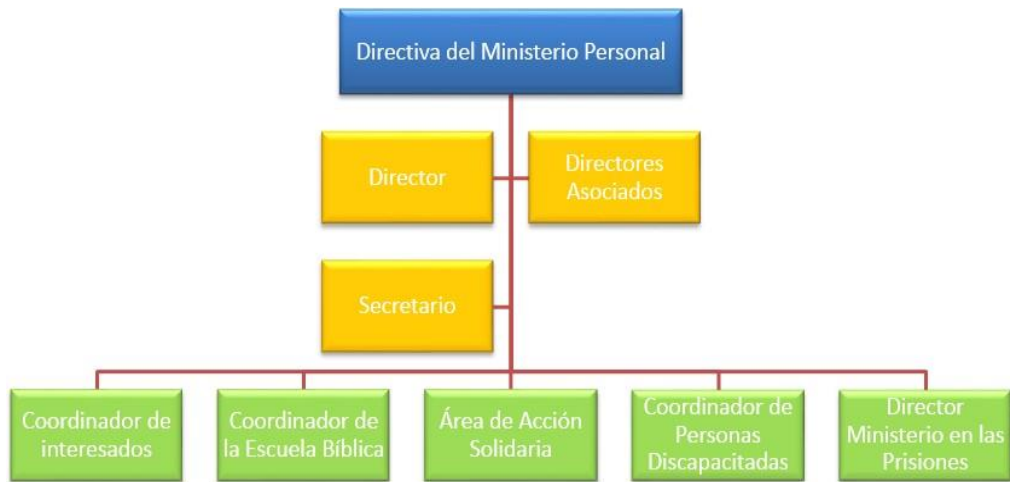 Directiva del Ministerio Personal
Director
Directores
Asociados
Secretario
Coordinador de
interesados
Coordinador de
la Escuela Bíblica
Área de Acción
Solidaria
Coordinador de
Personas
Discapacitadas
Director
Ministerio en las
Prisiones